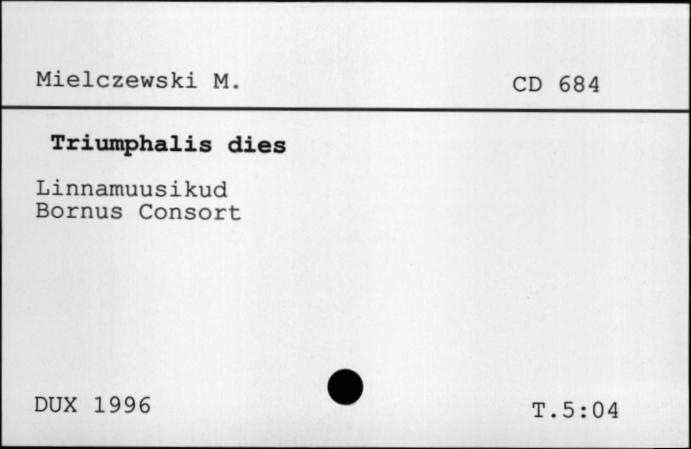 Mielczewski M. CD 684
Triumphalis dies
Linnamuusikud
Bornus Consort
DUX 1996 T.5:04